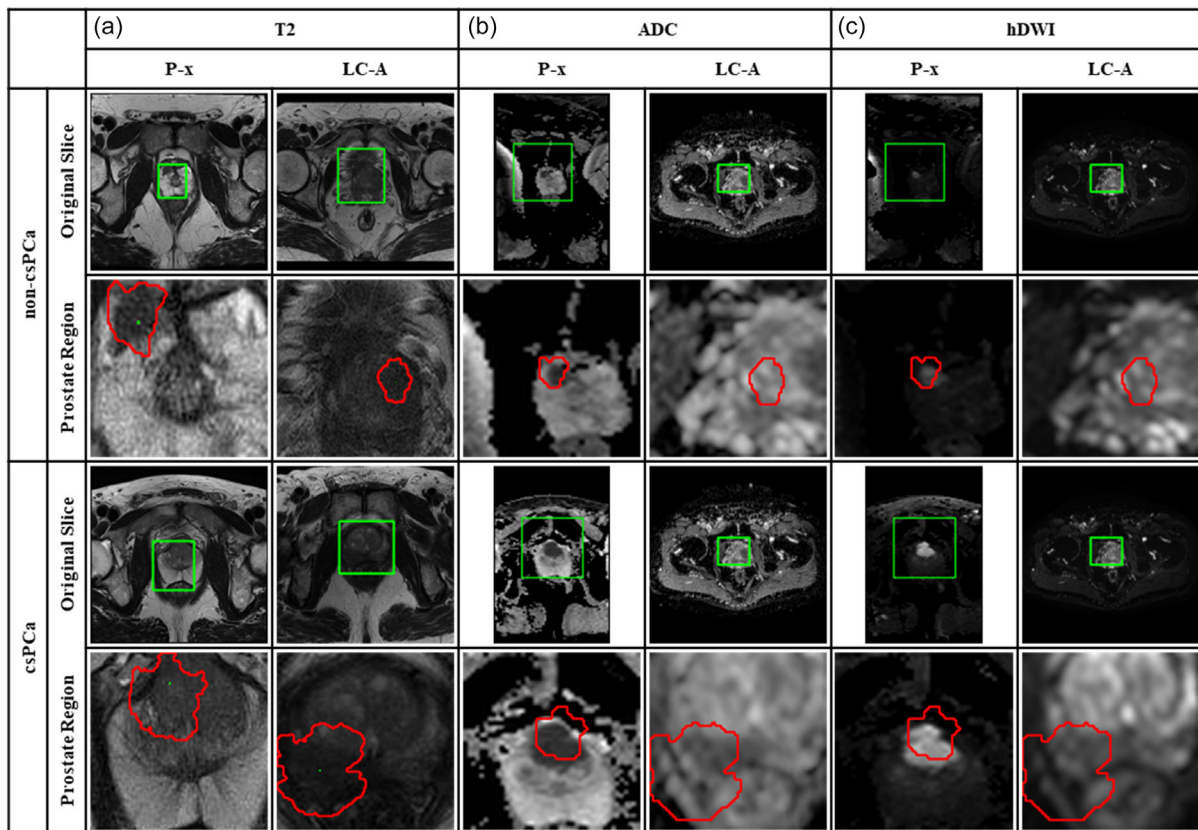 (a) T2 (b) ADC (c) hDWI
P-x LC-A P-x LC-A P-x LC-A
non-csPCa
Original Slice
Prostate Region
csPCa
Original Slice
Prostate Region